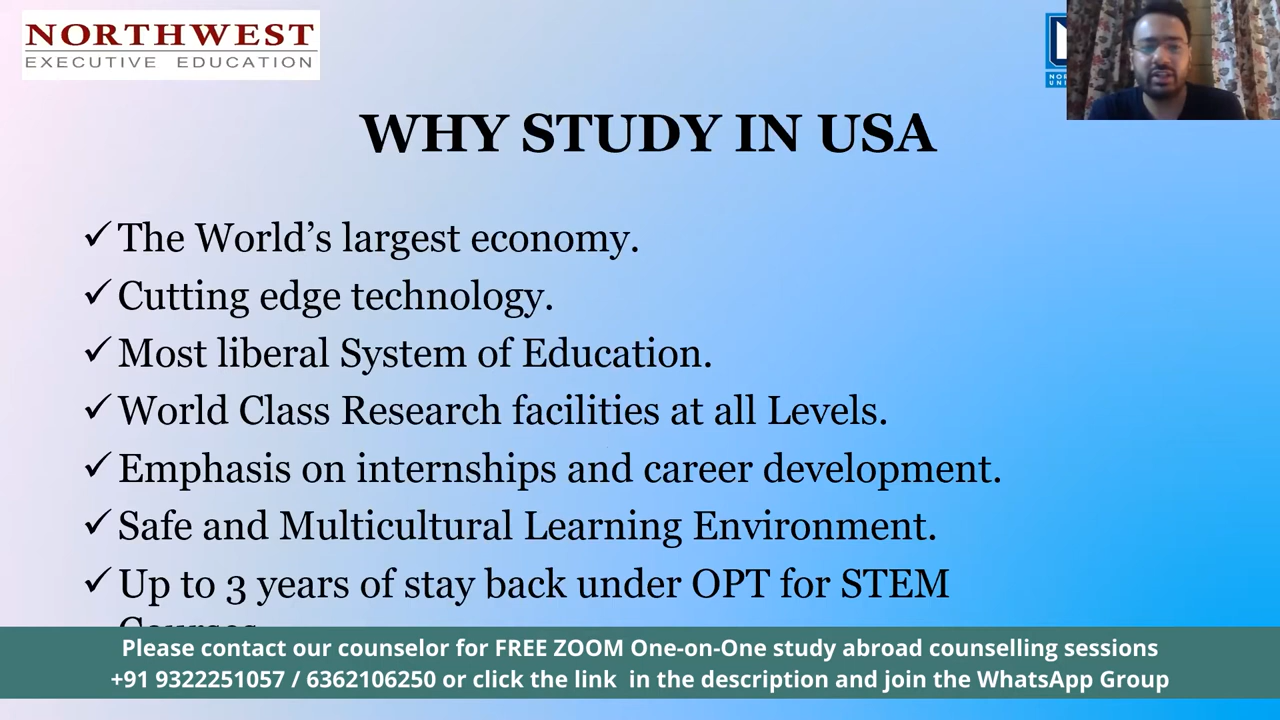 NORTHWEST
EXECUTIVE EDUCATION
WHY STUDY IN USA
✓ The World's largest economy.
✓ Cutting edge technology.
✓ Most liberal System of Education.
✓ World Class Research facilities at all Levels.
✓ Emphasis on internships and career development.
✓ Safe and Multicultural Learning Environment.
✓ Up to 3 years of stay back under OPT for STEM
Courses
Please contact our counselor for FREE ZOOM One-on-One study abroad counselling sessions
+91 9322251057 / 6362106250 or click the link in the description and join the WhatsApp Group